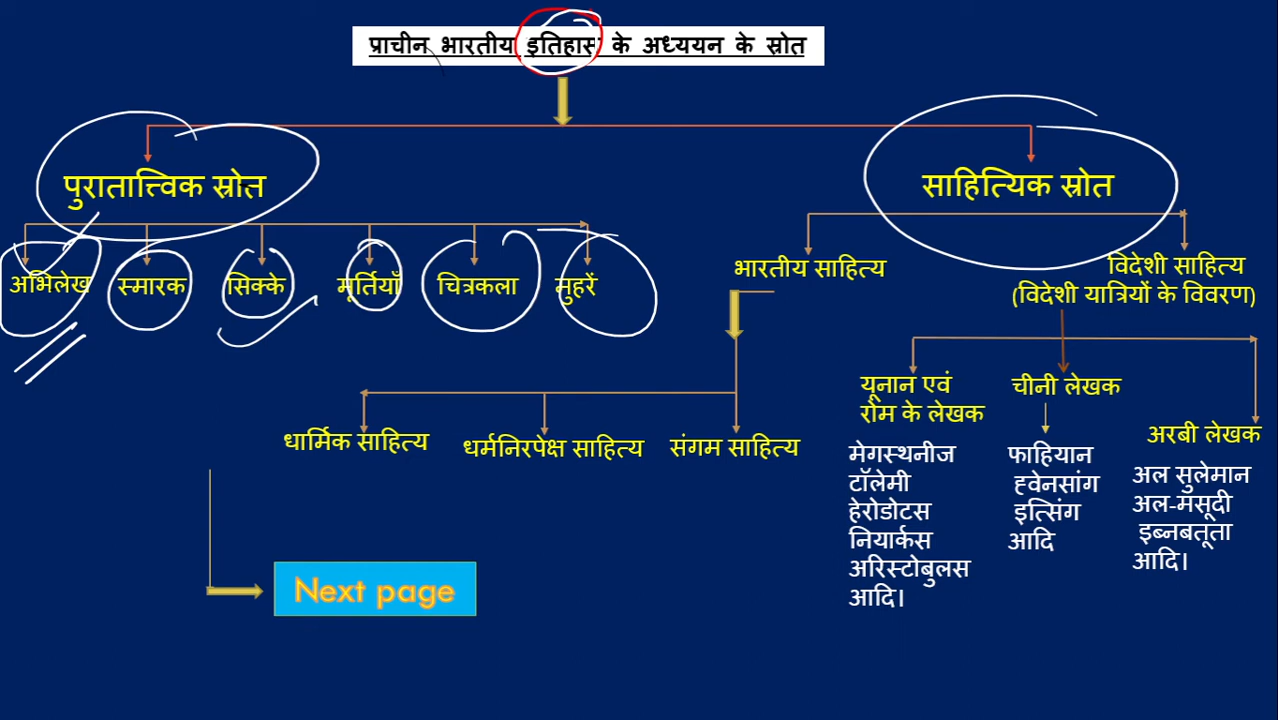 प्राचीन भारतीय इतिहास के अध्ययन के स्रोत
पुरातात्त्विक स्रोत
साहित्यिक स्रोत
अभिलेख
स्मारक
सिक्के
मूर्तियाँ
चित्रकला
मुहरें
भारतीय साहित्य
विदेशी साहित्य
(विदेशी यात्रियों के विवरण)
धार्मिक साहित्य
धर्मनिरपेक्ष साहित्य
संगम साहित्य
यूनान एवं
रोम के लेखक
मेगस्थनीज
टॉलेमी
हेरोडोटस
नियार्कस
अरिस्टोबुलस
आदि।
चीनी लेखक
फाहियान
ह्वेनसांग
इत्सिंग
आदि
अरबी लेखक
अल सुलेमान
अल-मसूदी
इब्नबतूता
आदि।
Next page